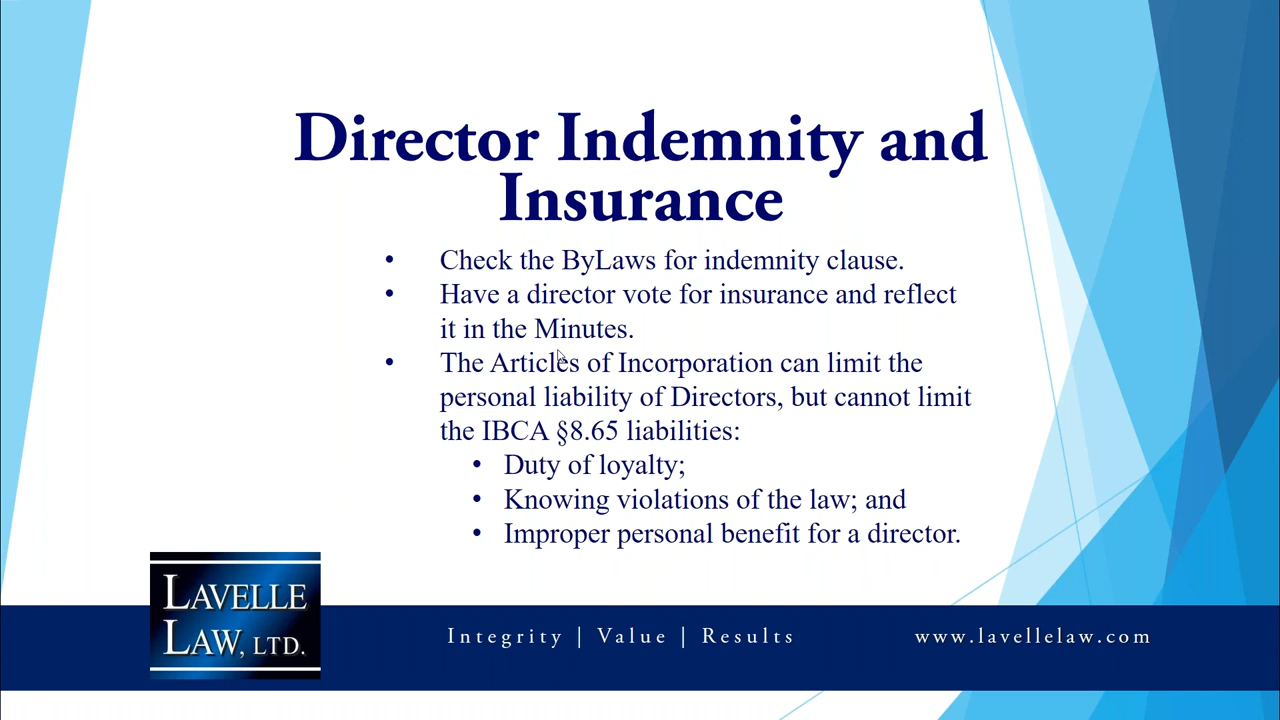 Director Indemnity and
Insurance
• Check the ByLaws for indemnity clause.
• Have a director vote for insurance and reflect
it in the Minutes.
• The Articles of Incorporation can limit the
personal liability of Directors, but cannot limit
the IBCA §8.65 liabilities:
• Duty of loyalty;
• Knowing violations of the law; and
• Improper personal benefit for a director.
LAVELLE
LAW, LTD.
Integrity | Value | Results
www.lavellelaw.com